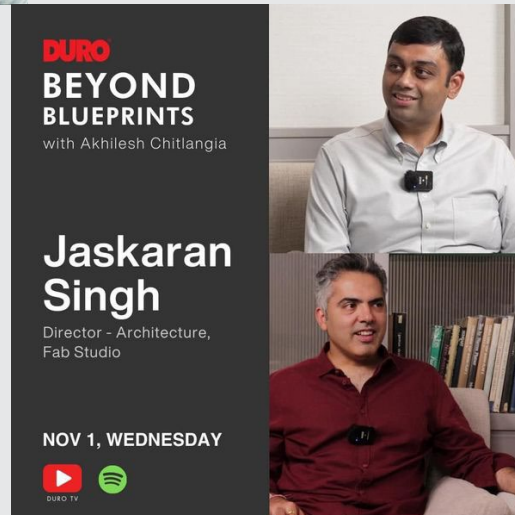 DURO
BEYOND
BLUEPRINTS
with Akhilesh Chitlangia
Jaskaran
Singh
Director - Architecture,
Fab Studio
NOV 1, WEDNESDAY
DURO TV